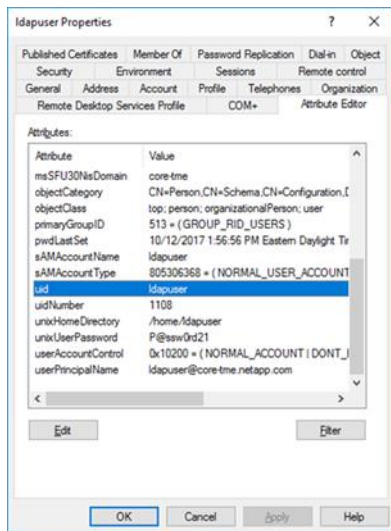 ldapuser Properties ? ×
Published Certificates Member Of Password Replication Dial-in Object
Security Environment Sessions Remote control
General Address Account Profile Telephones Organization
Remote Desktop Services Profile COM+ Attribute Editor
Attributes:
Attribute Value
msSFU30NisDomain core-tme
objectCategory CN=Person,CN=Schema,CN=Configuration,D
objectClass top; person; organizationalPerson; user
primaryGroupID 513 = ( GROUP_RID_USERS )
pwdLastSet 10/12/2017 1:56:56 PM Eastern Daylight Tir
sAMAccountName ldapuser
sAMAccountType 805306368 = ( NORMAL_USER_ACCOUNT
uid ldapuser
uidNumber 1108
unixHomeDirectory /home/ldapuser
unixUserPassword P@ssw0rd21
userAccountControl 0x10200 = ( NORMAL_ACCOUNT | DONT_I
userPrincipalName ldapuser@core-tme.netapp.com
Edit Filter
OK Cancel Apply Help